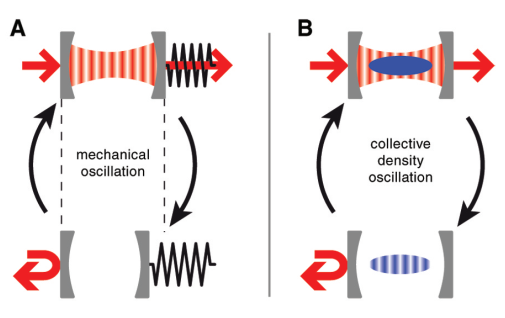 A
B
mechanical
oscillation
collective
density
oscillation